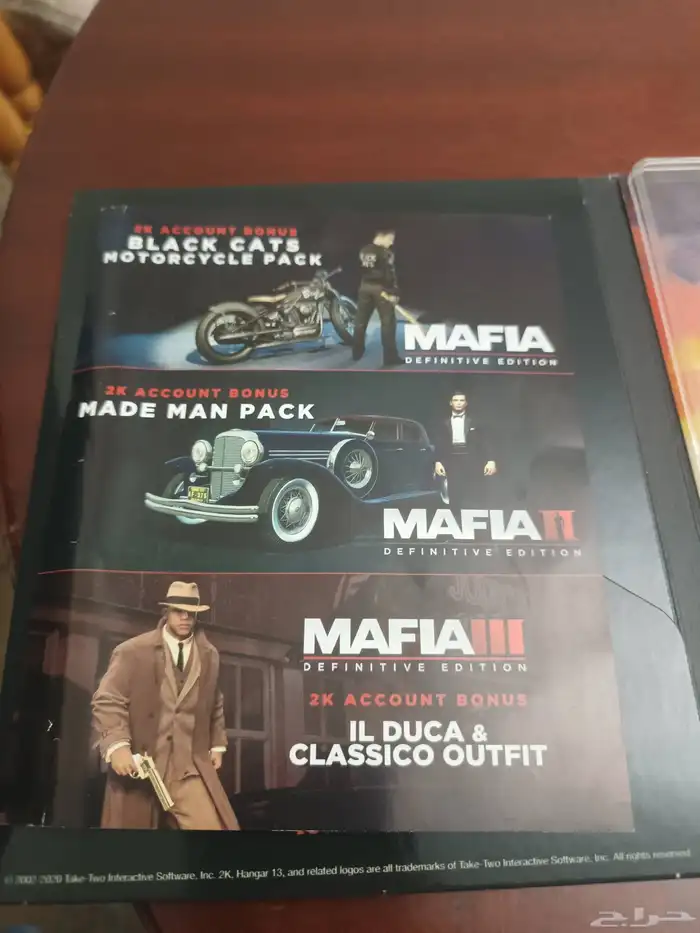 2K ACCOUNT BONUS
BLACK CATS
MOTORCYCLE PACK
MAFIA
DEFINITIVE EDITION
2K ACCOUNT BONUS
MADE MAN PACK
MAFIA II
DEFINITIVE EDITION
MAFIA III
DEFINITIVE EDITION
2K ACCOUNT BONUS
IL DUCA &
CLASSICO OUTFIT
© 2002-2020 Take-Two Interactive Software, Inc. 2K, Hangar 13, and related logos are all trademarks of Take-Two Interactive Software, Inc. All rights reserved.
حراج